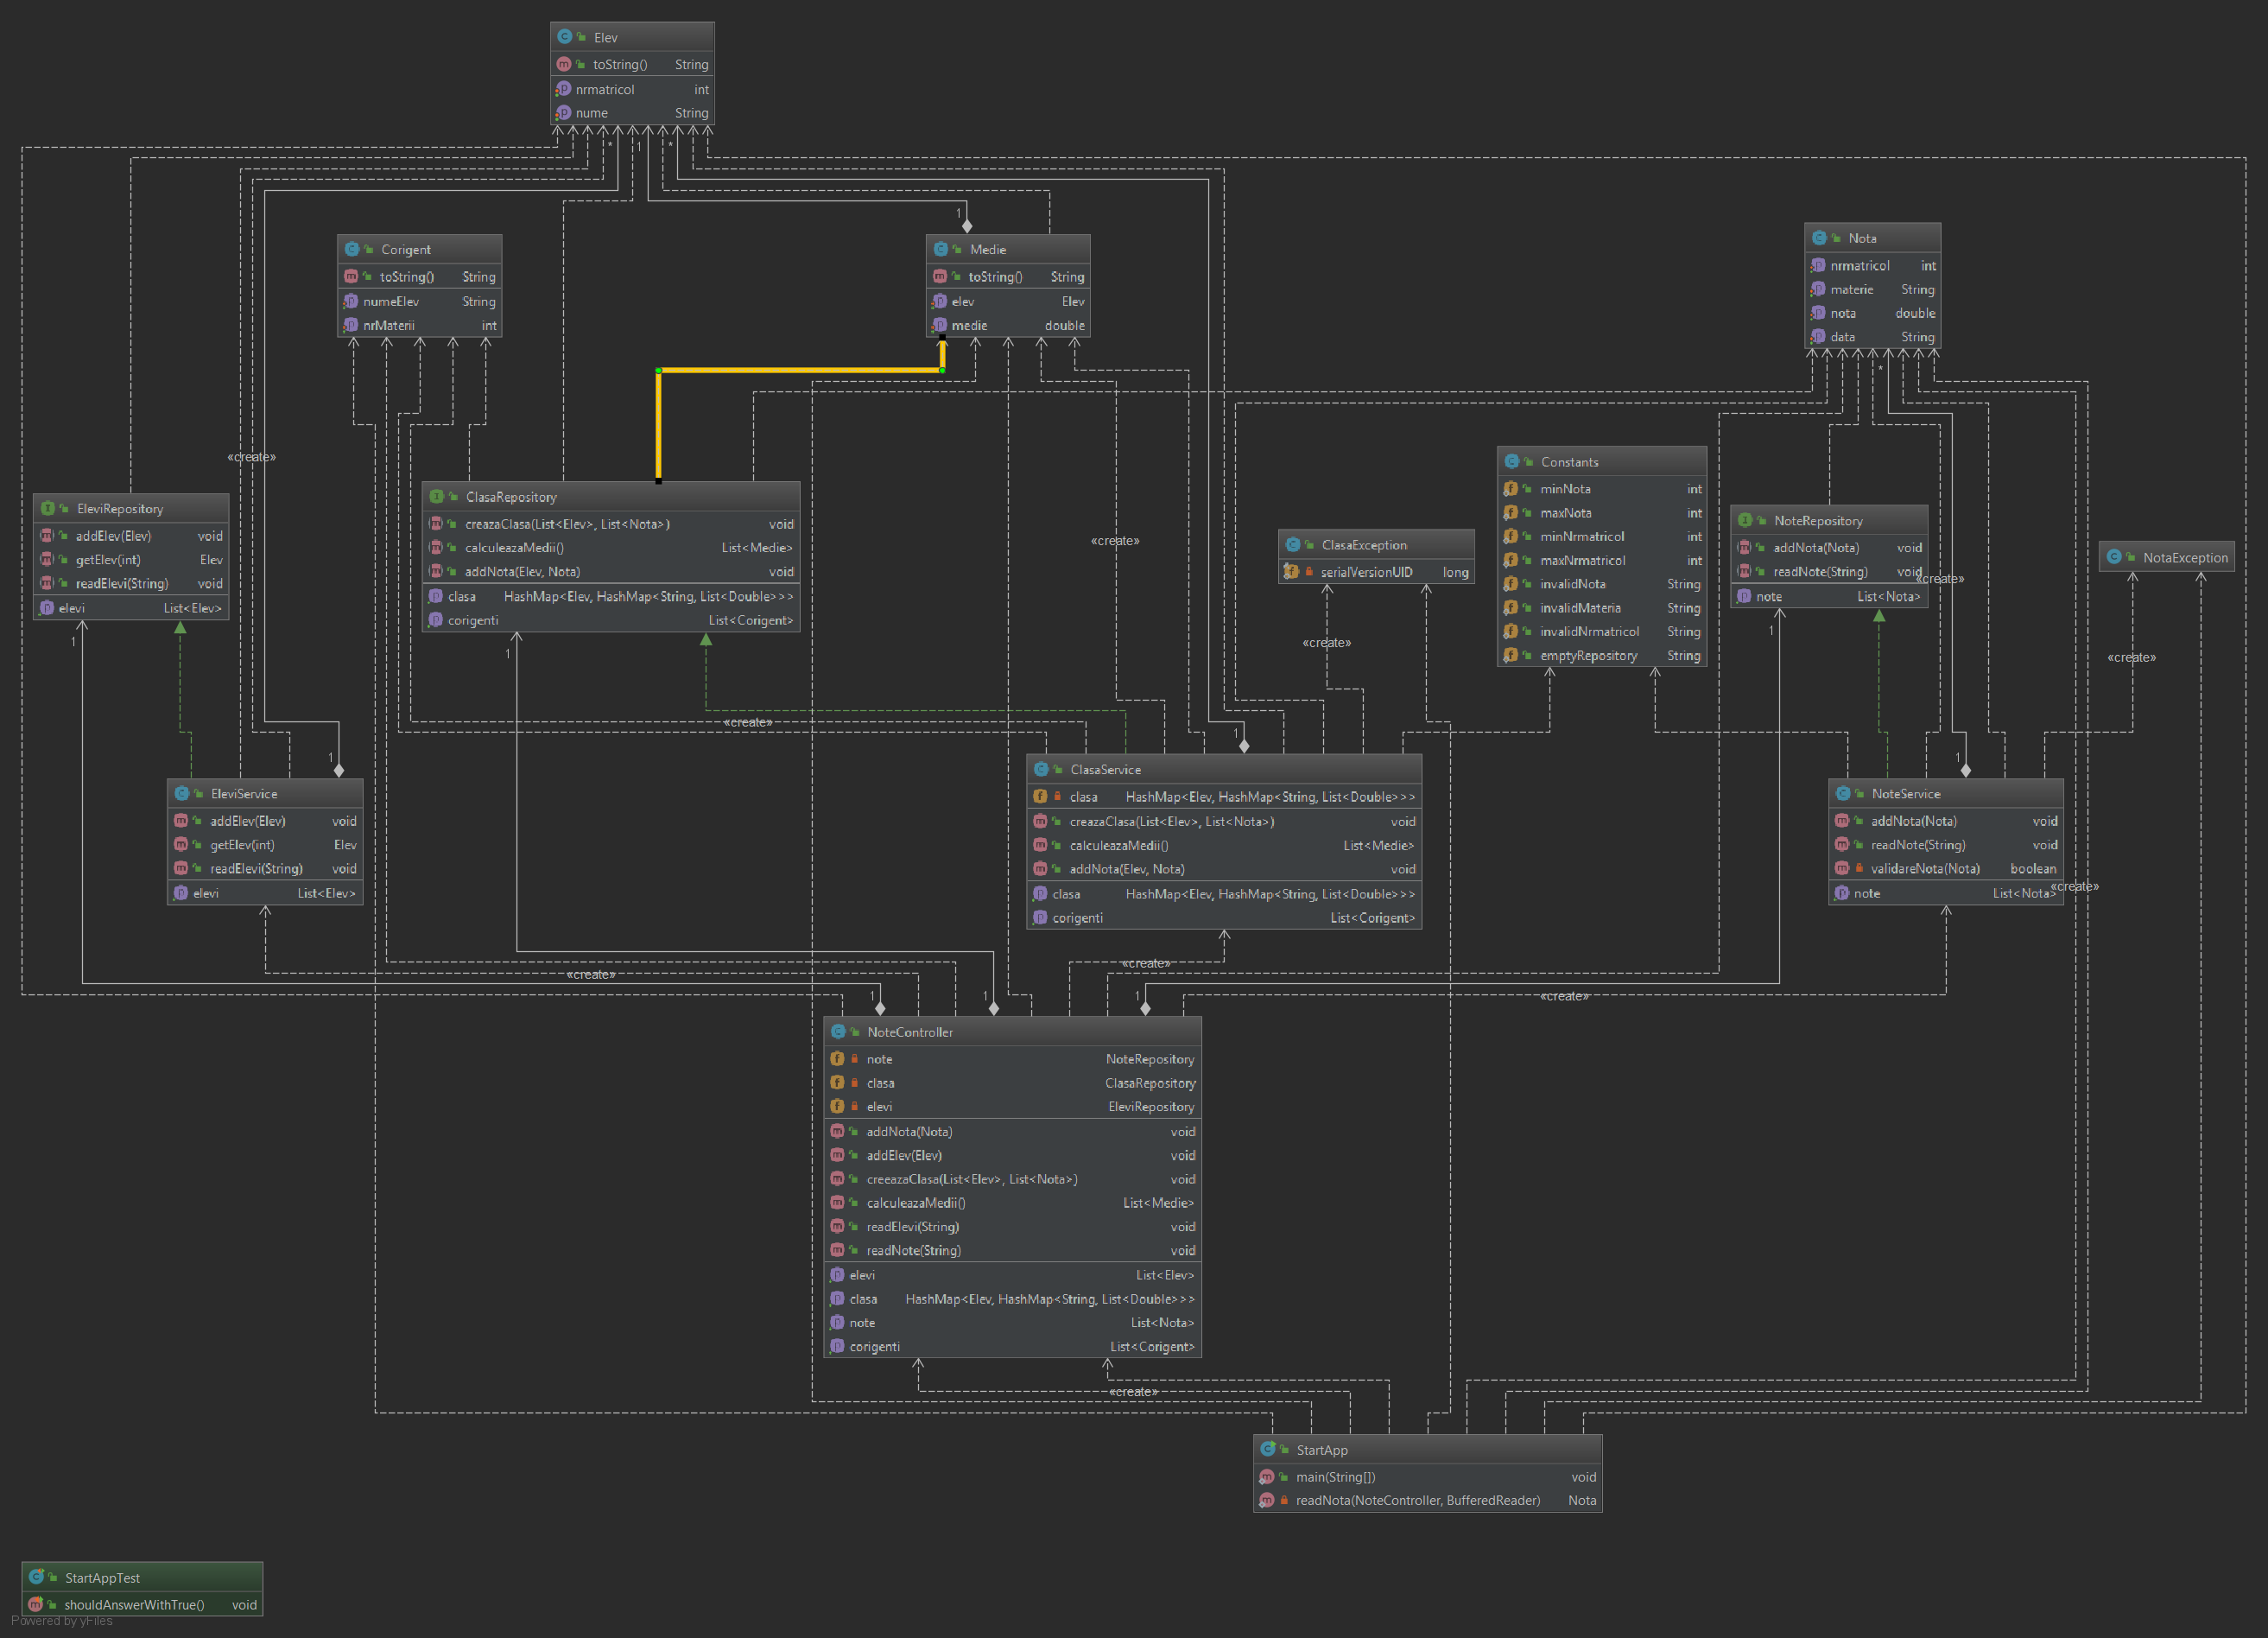 Elev
toString() String
nrmatricol int
nume String
* 1 *
1
Corigent
toString() String
numeElev String
nrMaterii int
Medie
toString() String
elev Elev
medie double
Nota
nrmatricol int
materie String
nota double
data String
*
«create»
EleviRepository
addElev(Elev) void
getElev(int) Elev
readElevi(String) void
elevi List<Elev>
1
ClasaRepository
creazaClasa(List<Elev>, List<Nota>) void
calculeazaMedii() List<Medie>
addNota(Elev, Nota) void
clasa HashMap<Elev, HashMap<String, List<Double>>>
corigenti List<Corigent>
1
«create»
ClasaException
serialVersionUID long
«create»
Constants
minNota int
maxNota int
minNrmatricol int
maxNrmatricol int
invalidNota String
invalidMateria String
invalidNrmatricol String
emptyRepository String
NoteRepository
addNota(Nota) void
readNote(String) void
note List<Nota>
«create»
1
NotaException
«create»
«create»
1
1
1
EleviService
addElev(Elev) void
getElev(int) Elev
readElevi(String) void
elevi List<Elev>
ClasaService
clasa HashMap<Elev, HashMap<String, List<Double>>>
creazaClasa(List<Elev>, List<Nota>) void
calculeazaMedii() List<Medie>
addNota(Elev, Nota) void
clasa HashMap<Elev, HashMap<String, List<Double>>>
corigenti List<Corigent>
NoteService
addNota(Nota) void
readNote(String) void
validareNota(Nota) boolean
note List<Nota>
«create»
«create»
«create»
«create»
1 1 1
NoteController
note NoteRepository
clasa ClasaRepository
elevi EleviRepository
addNota(Nota) void
addElev(Elev) void
creeazaClasa(List<Elev>, List<Nota>) void
calculeazaMedii() List<Medie>
readElevi(String) void
readNote(String) void
elevi List<Elev>
clasa HashMap<Elev, HashMap<String, List<Double>>>
note List<Nota>
corigenti List<Corigent>
«create»
StartApp
main(String[]) void
readNota(NoteController, BufferedReader) Nota
StartAppTest
shouldAnswerWithTrue() void
Powered by yFiles